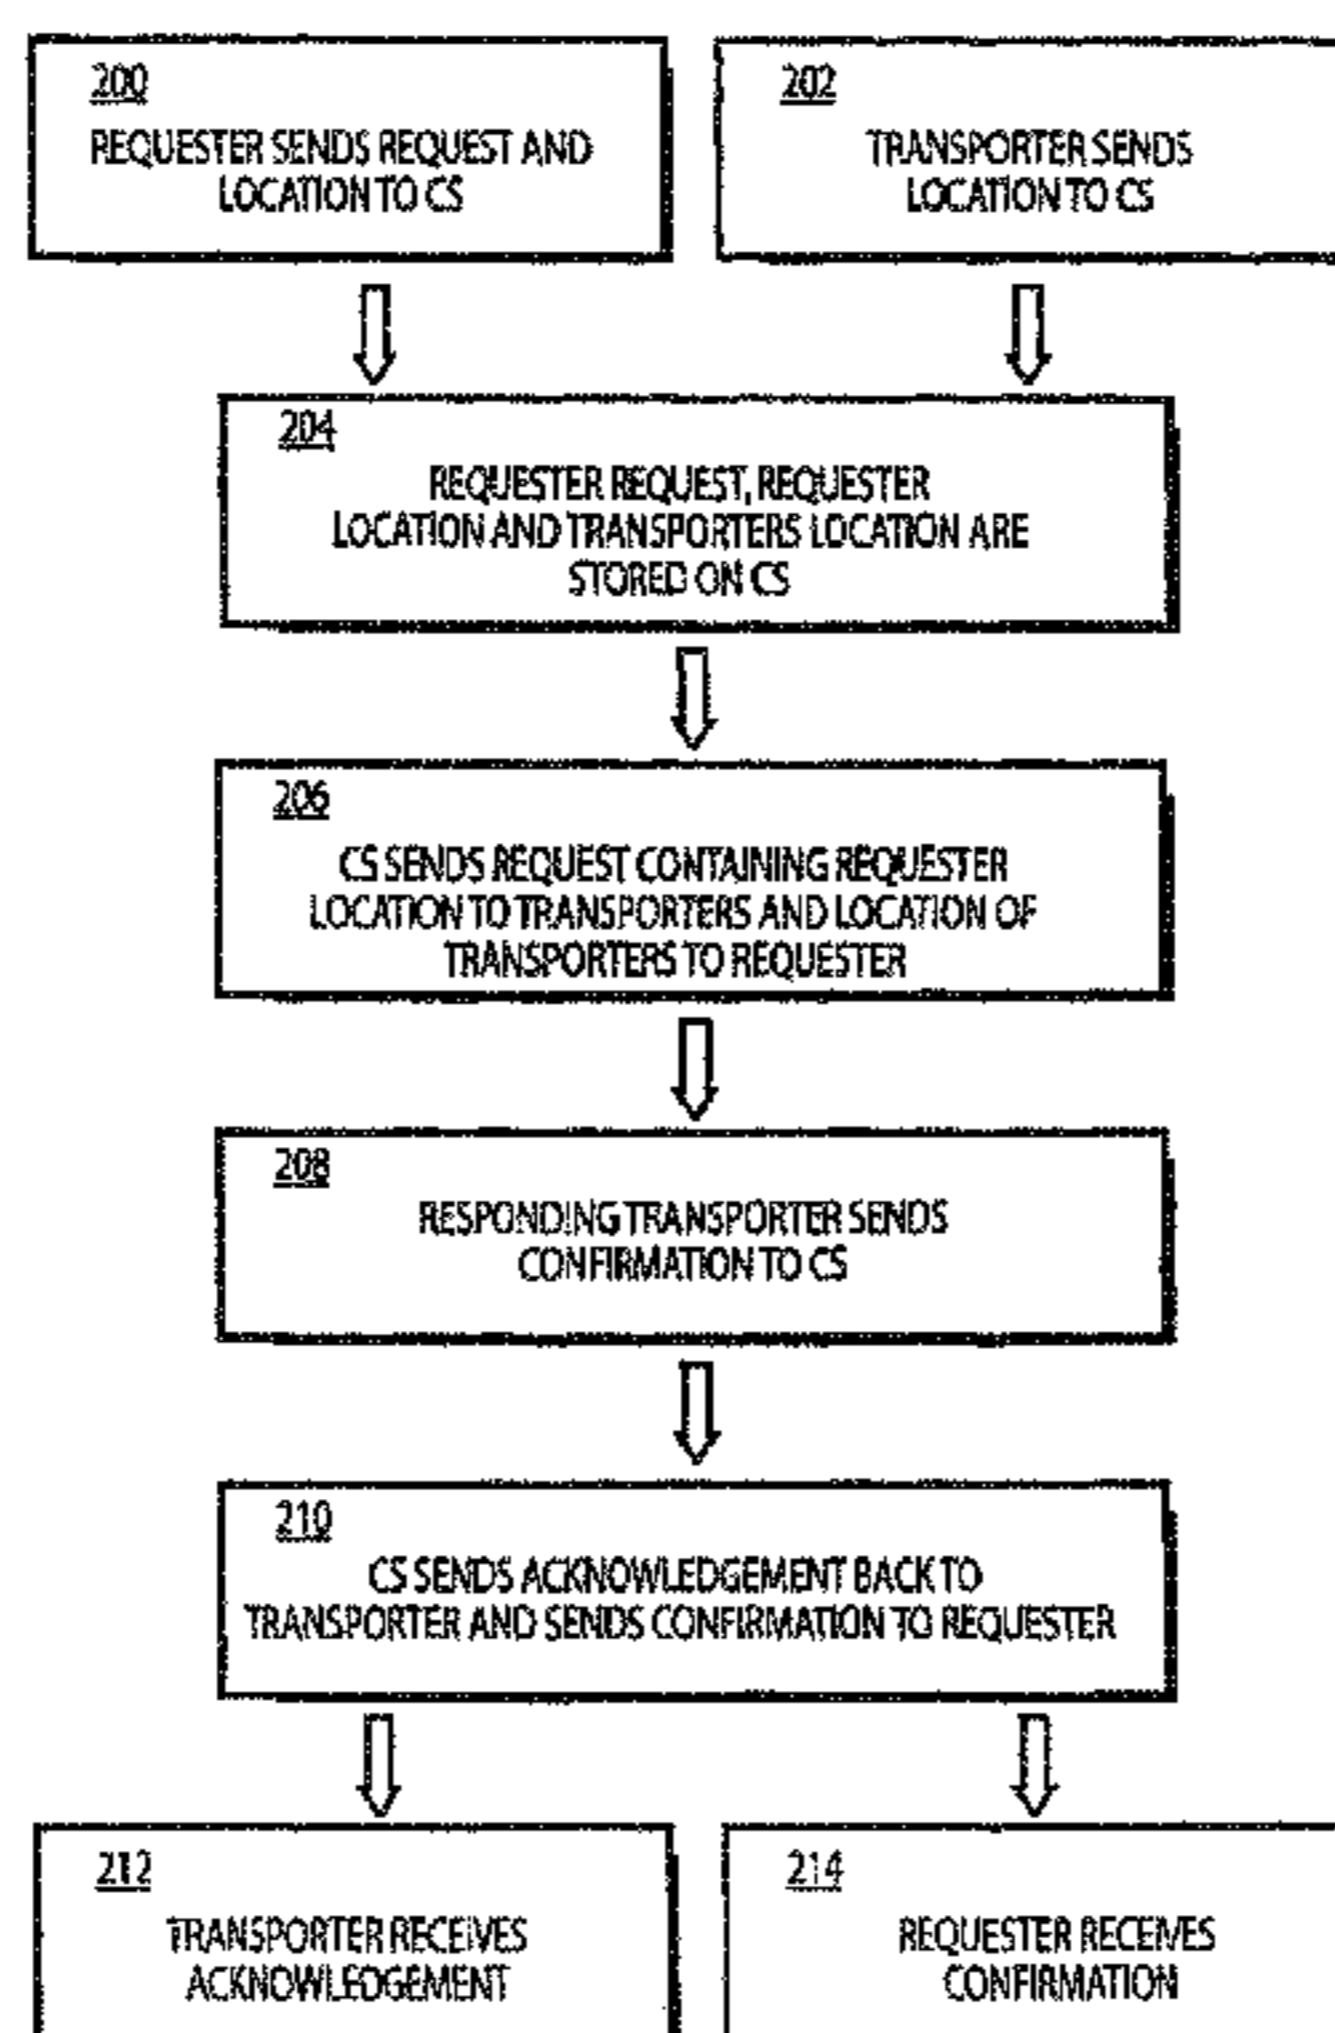 200
REQUESTER SENDS REQUEST AND
LOCATION TO CS
202
TRANSPORTER SENDS
LOCATION TO CS
204
REQUESTER REQUEST, REQUESTER
LOCATION AND TRANSPORTERS LOCATION ARE
STORED ON CS
206
CS SENDS REQUEST CONTAINING REQUESTER
LOCATION TO TRANSPORTERS AND LOCATION OF
TRANSPORTERS TO REQUESTER
208
RESPONDING TRANSPORTER SENDS
CONFIRMATION TO CS
210
CS SENDS ACKNOWLEDGEMENT BACK TO
TRANSPORTER AND SENDS CONFIRMATION TO REQUESTER
212
TRANSPORTER RECEIVES
ACKNOWLEDGEMENT
214
REQUESTER RECEIVES
CONFIRMATION